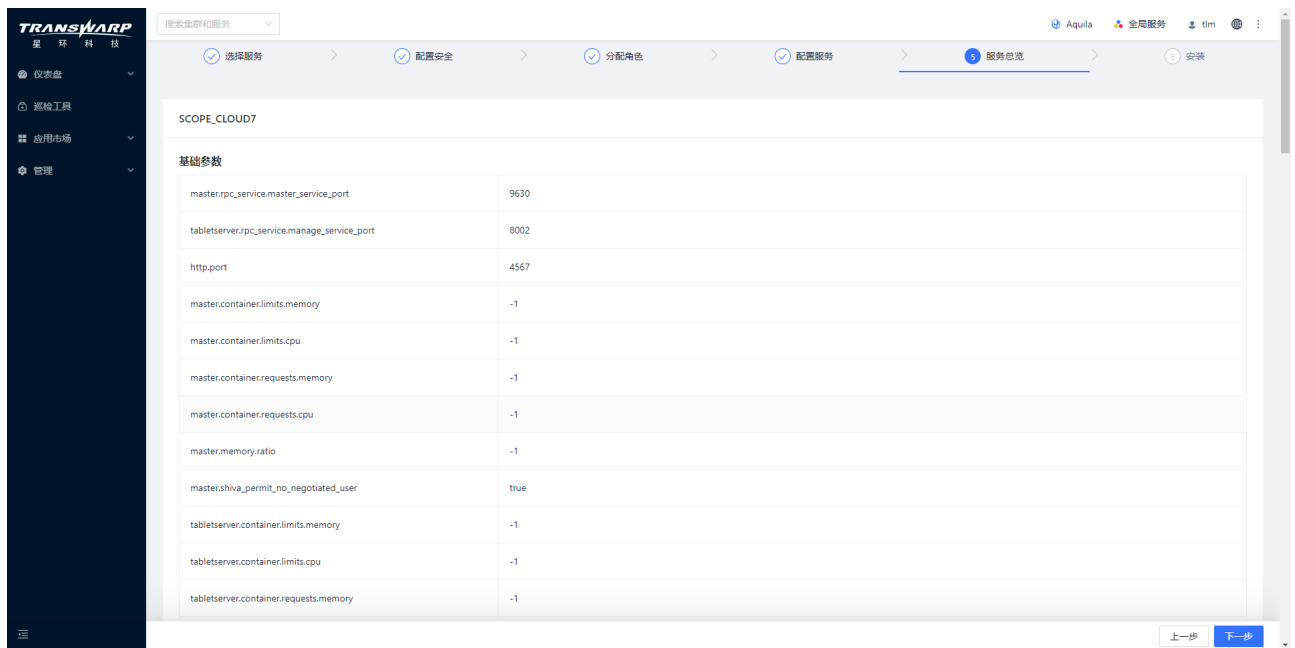 TRANSWARP
星 环 科 技
搜索集群和服务
Aquila
全局服务
tlm
仪表盘
巡检工具
应用市场
管理
选择服务
配置安全
分配角色
配置服务
5 服务总览
6 安装
SCOPE_CLOUD7
基础参数
master.rpc_service.master_service_port 9630
tabletserver.rpc_service.manage_service_port 8002
http.port 4567
master.container.limits.memory -1
master.container.limits.cpu -1
master.container.requests.memory -1
master.container.requests.cpu -1
master.memory.ratio -1
master.shiva_permit_no_negotiated_user true
tabletserver.container.limits.memory -1
tabletserver.container.limits.cpu -1
tabletserver.container.requests.memory -1
上一步
下一步